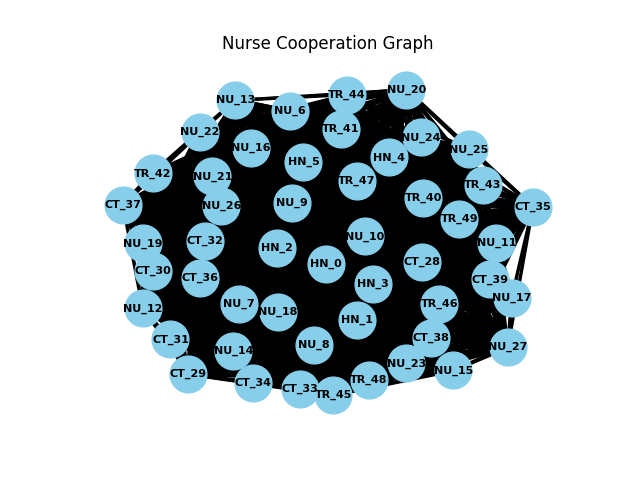 Nurse Cooperation Graph
NU_20
TR_44
NU_13
NU_6
TR_41
NU_22
NU_24
NU_16
NU_25
HN_4
HN_5
TR_42
NU_21
TR_47
TR_43
TR_40
NU_9
CT_37
NU_26
CT_35
TR_49
NU_10
CT_32
NU_19
NU_11
HN_2
CT_28
HN_0
CT_30
CT_36
CT_39
HN_3
NU_17
NU_7
TR_46
NU_12
NU_18
HN_1
CT_38
CT_31
NU_8
NU_27
NU_14
NU_23
NU_15
CT_29
TR_48
CT_34
CT_33
TR_45